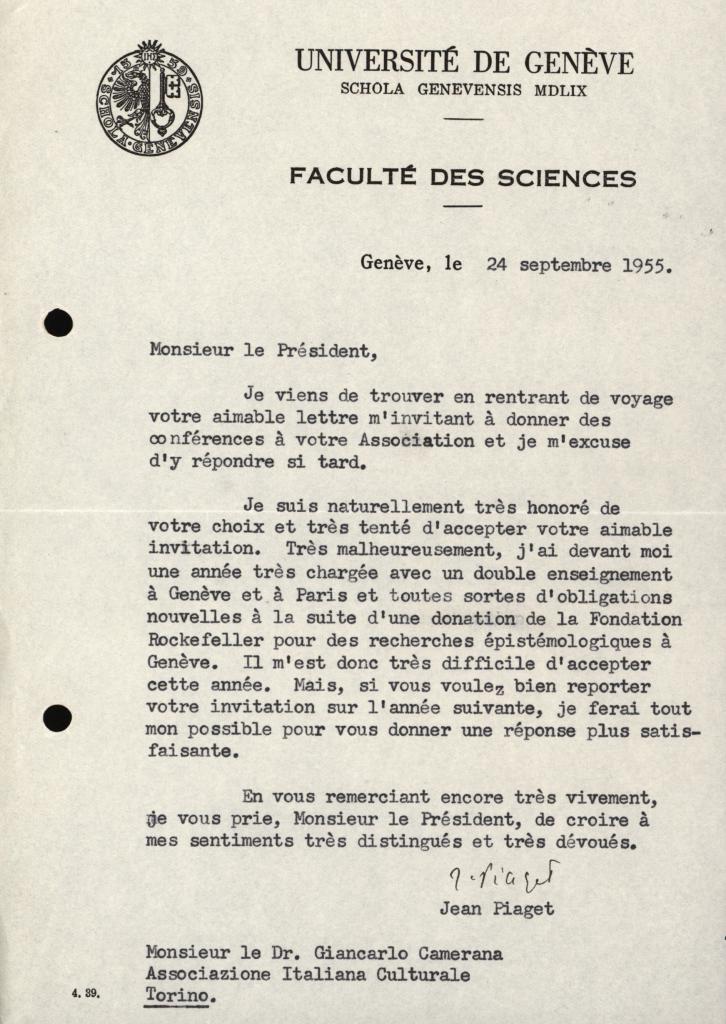 1559
IHS
SCHOLA GENEVENSIS
UNIVERSITÉ DE GENÈVE
SCHOLA GENEVENSIS MDLIX
FACULTÉ DES SCIENCES
Genève, le 24 septembre 1955.
Monsieur le Président,
Je viens de trouver en rentrant de voyage
votre aimable lettre m'invitant à donner des
conférences à votre Association et je m'excuse
d'y répondre si tard.
Je suis naturellement très honoré de
votre choix et très tenté d'accepter votre aimable
invitation. Très malheureusement, j'ai devant moi
une année très chargée avec un double enseignement
à Genève et à Paris et toutes sortes d'obligations
nouvelles à la suite d'une donation de la Fondation
Rockefeller pour des recherches épistémologiques à
Genève. Il m'est donc très difficile d'accepter
cette année. Mais, si vous voulez bien reporter
votre invitation sur l'année suivante, je ferai tout
mon possible pour vous donner une réponse plus satis-
faisante.
En vous remerciant encore très vivement,
je vous prie, Monsieur le Président, de croire à
mes sentiments très distingués et très dévoués.
J. Piaget
Jean Piaget
Monsieur le Dr. Giancarlo Camerana
Associazione Italiana Culturale
Torino.
4. 39.